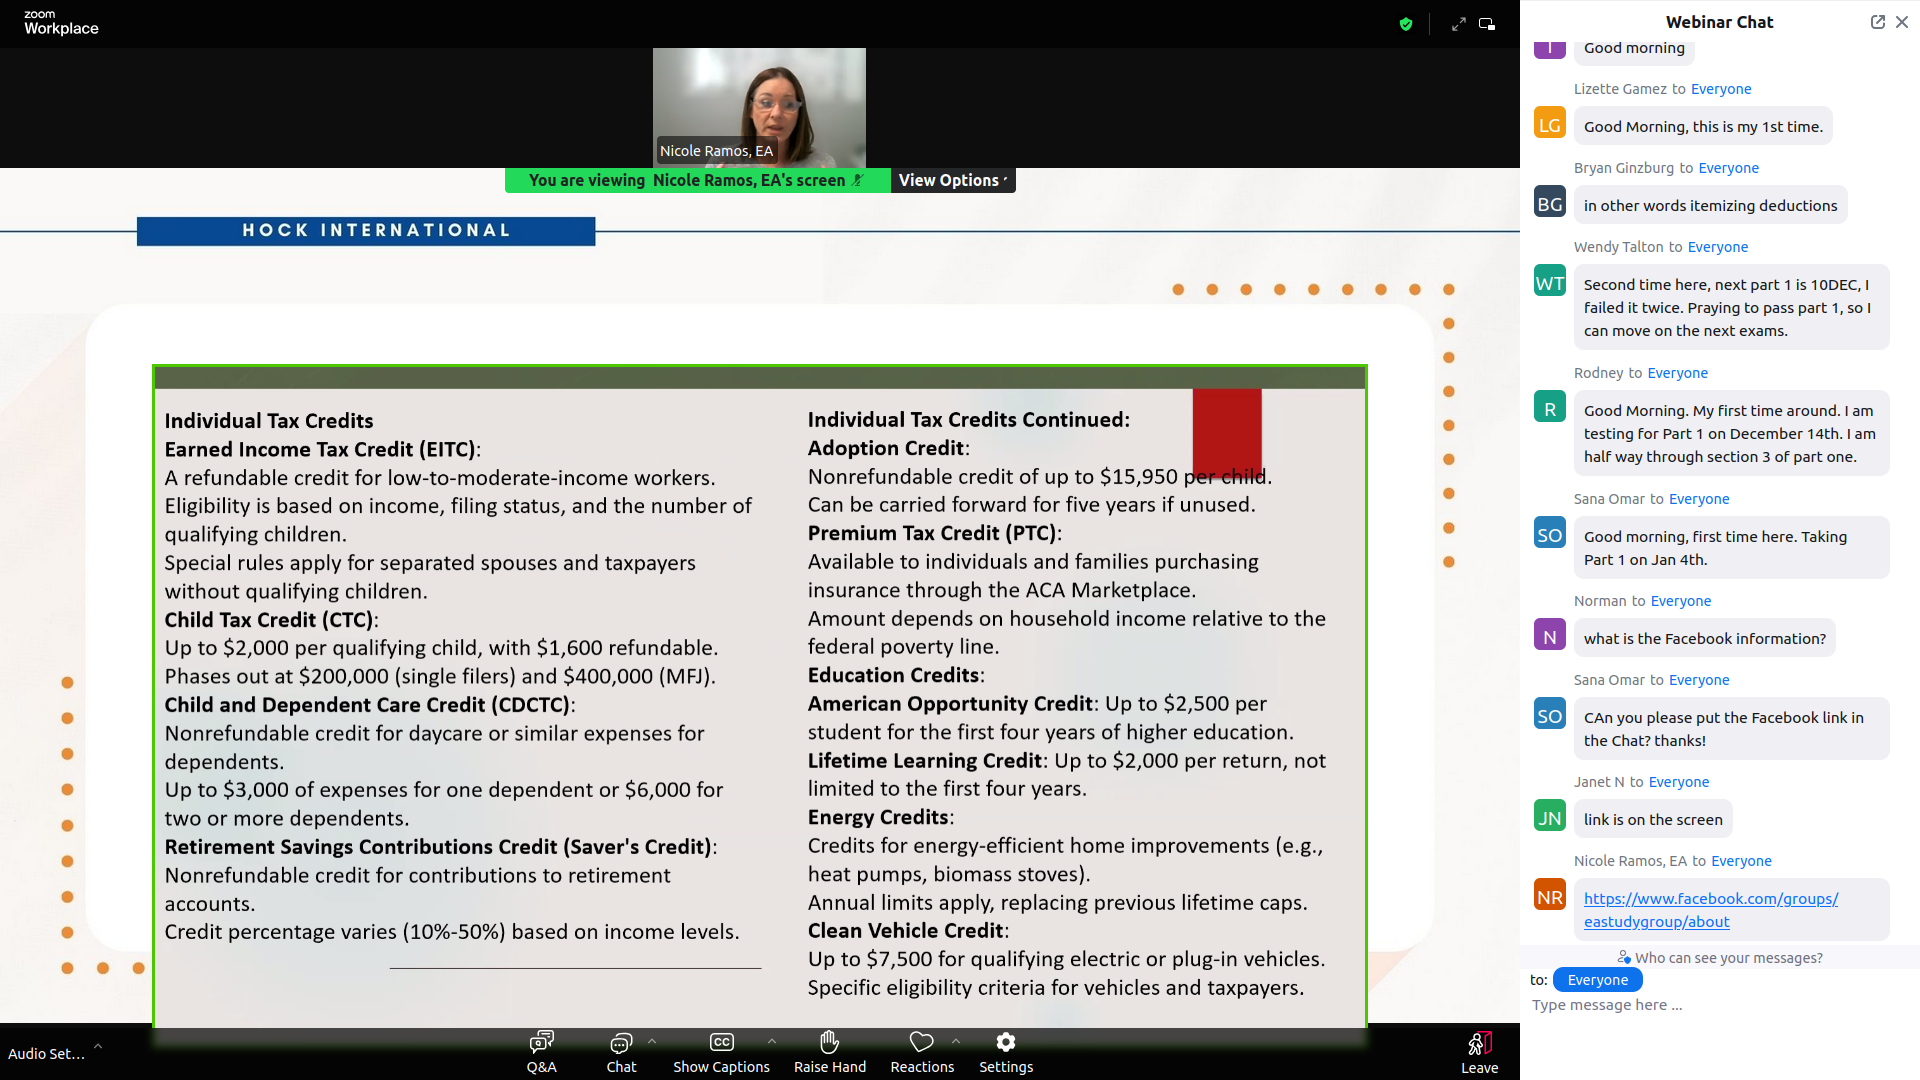 zoom
Workplace
Nicole Ramos, EA
You are viewing Nicole Ramos, EA's screen
View Options
HOCK INTERNATIONAL
Individual Tax Credits
Earned Income Tax Credit (EITC):
A refundable credit for low-to-moderate-income workers.
Eligibility is based on income, filing status, and the number of
qualifying children.
Special rules apply for separated spouses and taxpayers
without qualifying children.
Child Tax Credit (CTC):
Up to $2,000 per qualifying child, with $1,600 refundable.
Phases out at $200,000 (single filers) and $400,000 (MFJ).
Child and Dependent Care Credit (CDCTC):
Nonrefundable credit for daycare or similar expenses for
dependents.
Up to $3,000 of expenses for one dependent or $6,000 for
two or more dependents.
Retirement Savings Contributions Credit (Saver's Credit):
Nonrefundable credit for contributions to retirement
accounts.
Credit percentage varies (10%-50%) based on income levels.
Individual Tax Credits Continued:
Adoption Credit:
Nonrefundable credit of up to $15,950 per child.
Can be carried forward for five years if unused.
Premium Tax Credit (PTC):
Available to individuals and families purchasing
insurance through the ACA Marketplace.
Amount depends on household income relative to the
federal poverty line.
Education Credits:
American Opportunity Credit: Up to $2,500 per
student for the first four years of higher education.
Lifetime Learning Credit: Up to $2,000 per return, not
limited to the first four years.
Energy Credits:
Credits for energy-efficient home improvements (e.g.,
heat pumps, biomass stoves).
Annual limits apply, replacing previous lifetime caps.
Clean Vehicle Credit:
Up to $7,500 for qualifying electric or plug-in vehicles.
Specific eligibility criteria for vehicles and taxpayers.
Audio Set...
Q&A
Chat
CC
Show Captions
Raise Hand
Reactions
Settings
Leave
Webinar Chat
Good morning
Lizette Gamez to Everyone
LG
Good Morning, this is my 1st time.
Bryan Ginzburg to Everyone
BG
in other words itemizing deductions
Wendy Talton to Everyone
WT
Second time here, next part 1 is 10DEC, I
failed it twice. Praying to pass part 1, so I
can move on the next exams.
Rodney to Everyone
R
Good Morning. My first time around. I am
testing for Part 1 on December 14th. I am
half way through section 3 of part one.
Sana Omar to Everyone
SO
Good morning, first time here. Taking
Part 1 on Jan 4th.
Norman to Everyone
N
what is the Facebook information?
Sana Omar to Everyone
SO
CAn you please put the Facebook link in
the Chat? thanks!
Janet N to Everyone
JN
link is on the screen
Nicole Ramos, EA to Everyone
NR
https://www.facebook.com/groups/
eastudygroup/about
Who can see your messages?
to: Everyone
Type message here ...